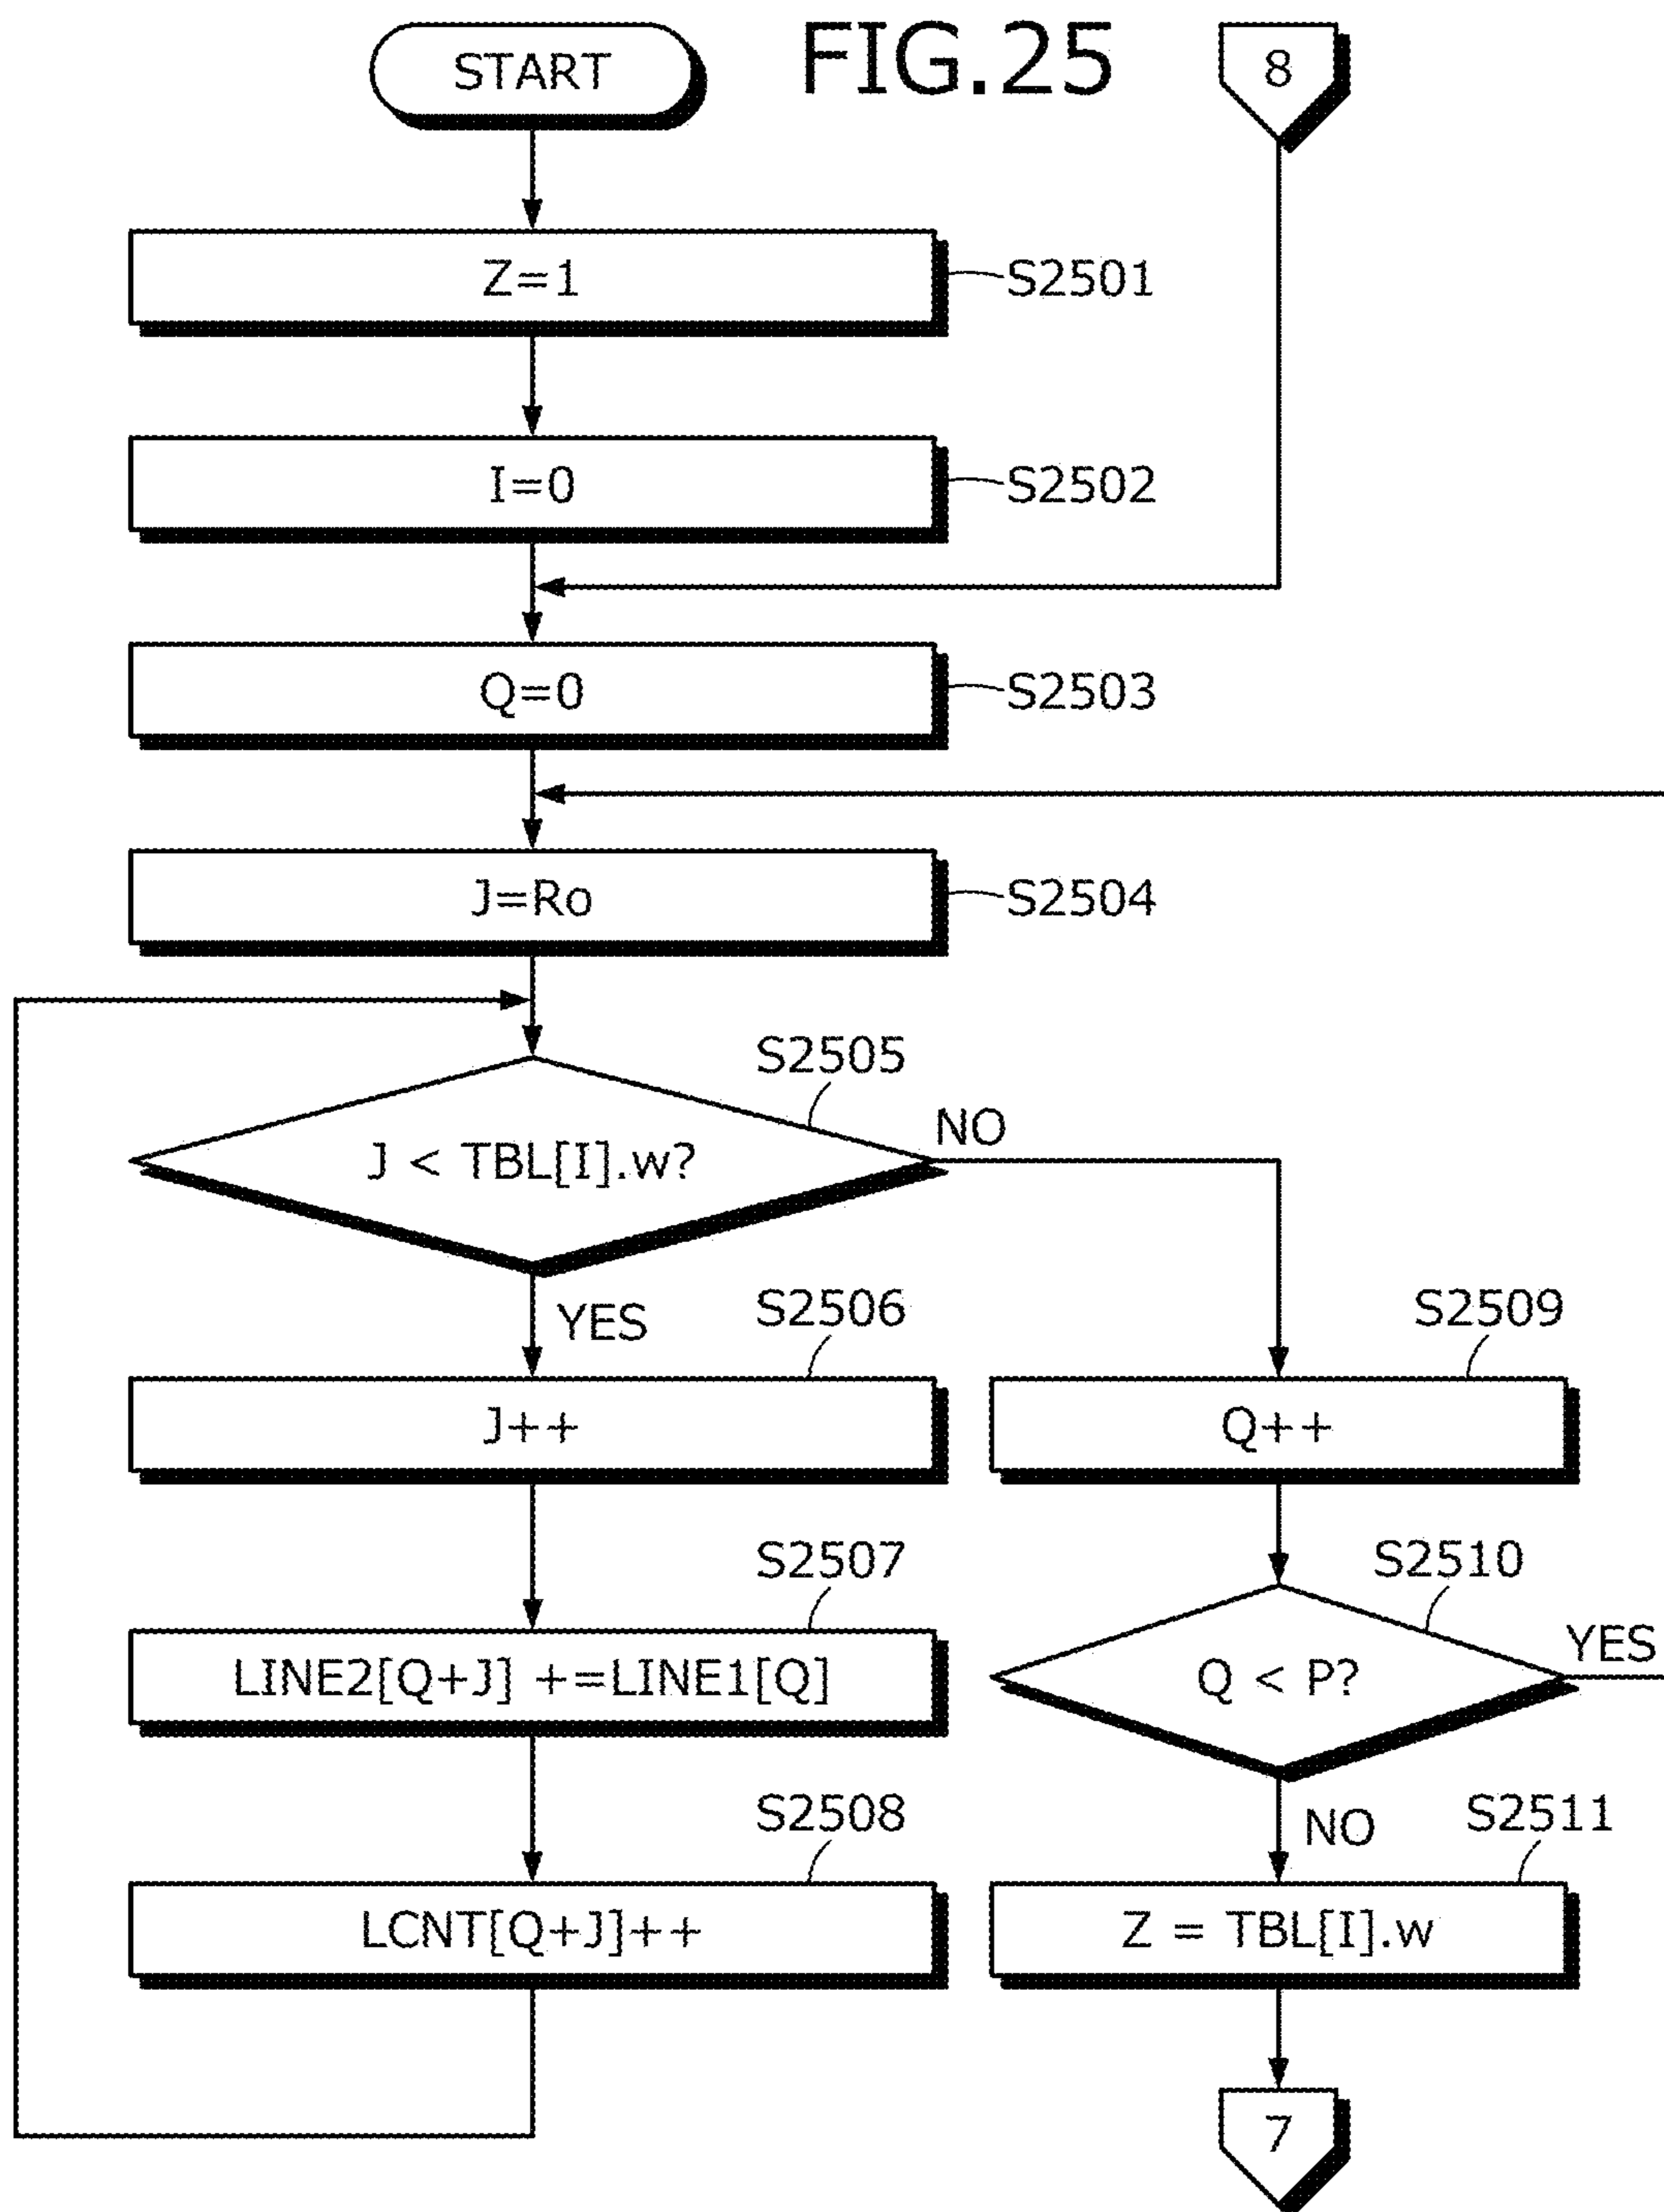 FIG.25
START
8
Z=1
S2501
I=0
S2502
Q=0
S2503
J=Ro
S2504
S2505
J < TBL[I].w?
NO
YES
S2506
J++
S2507
LINE2[Q+J] +=LINE1[Q]
S2508
LCNT[Q+J]++
S2509
Q++
S2510
Q < P?
YES
NO
S2511
Z = TBL[I].w
7